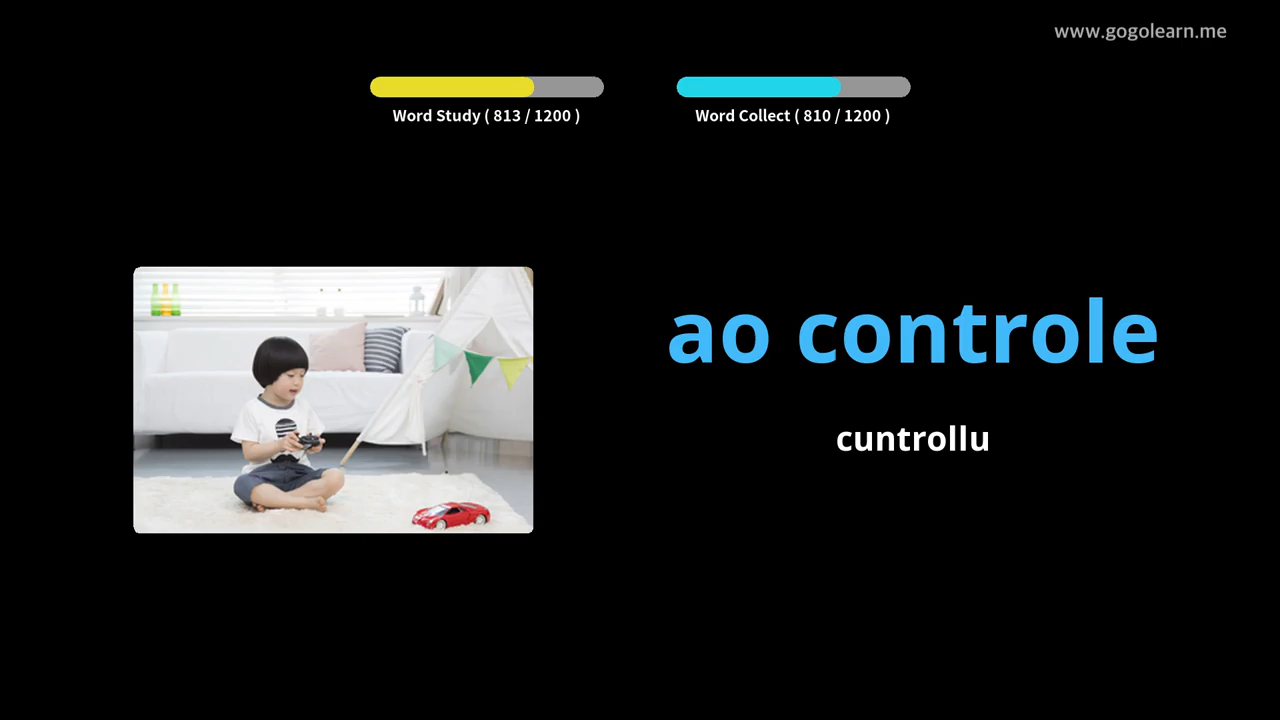 www.gogolearn.me
Word Study ( 813 / 1200 )
Word Collect ( 810 / 1200 )
ao controle
cuntrollu